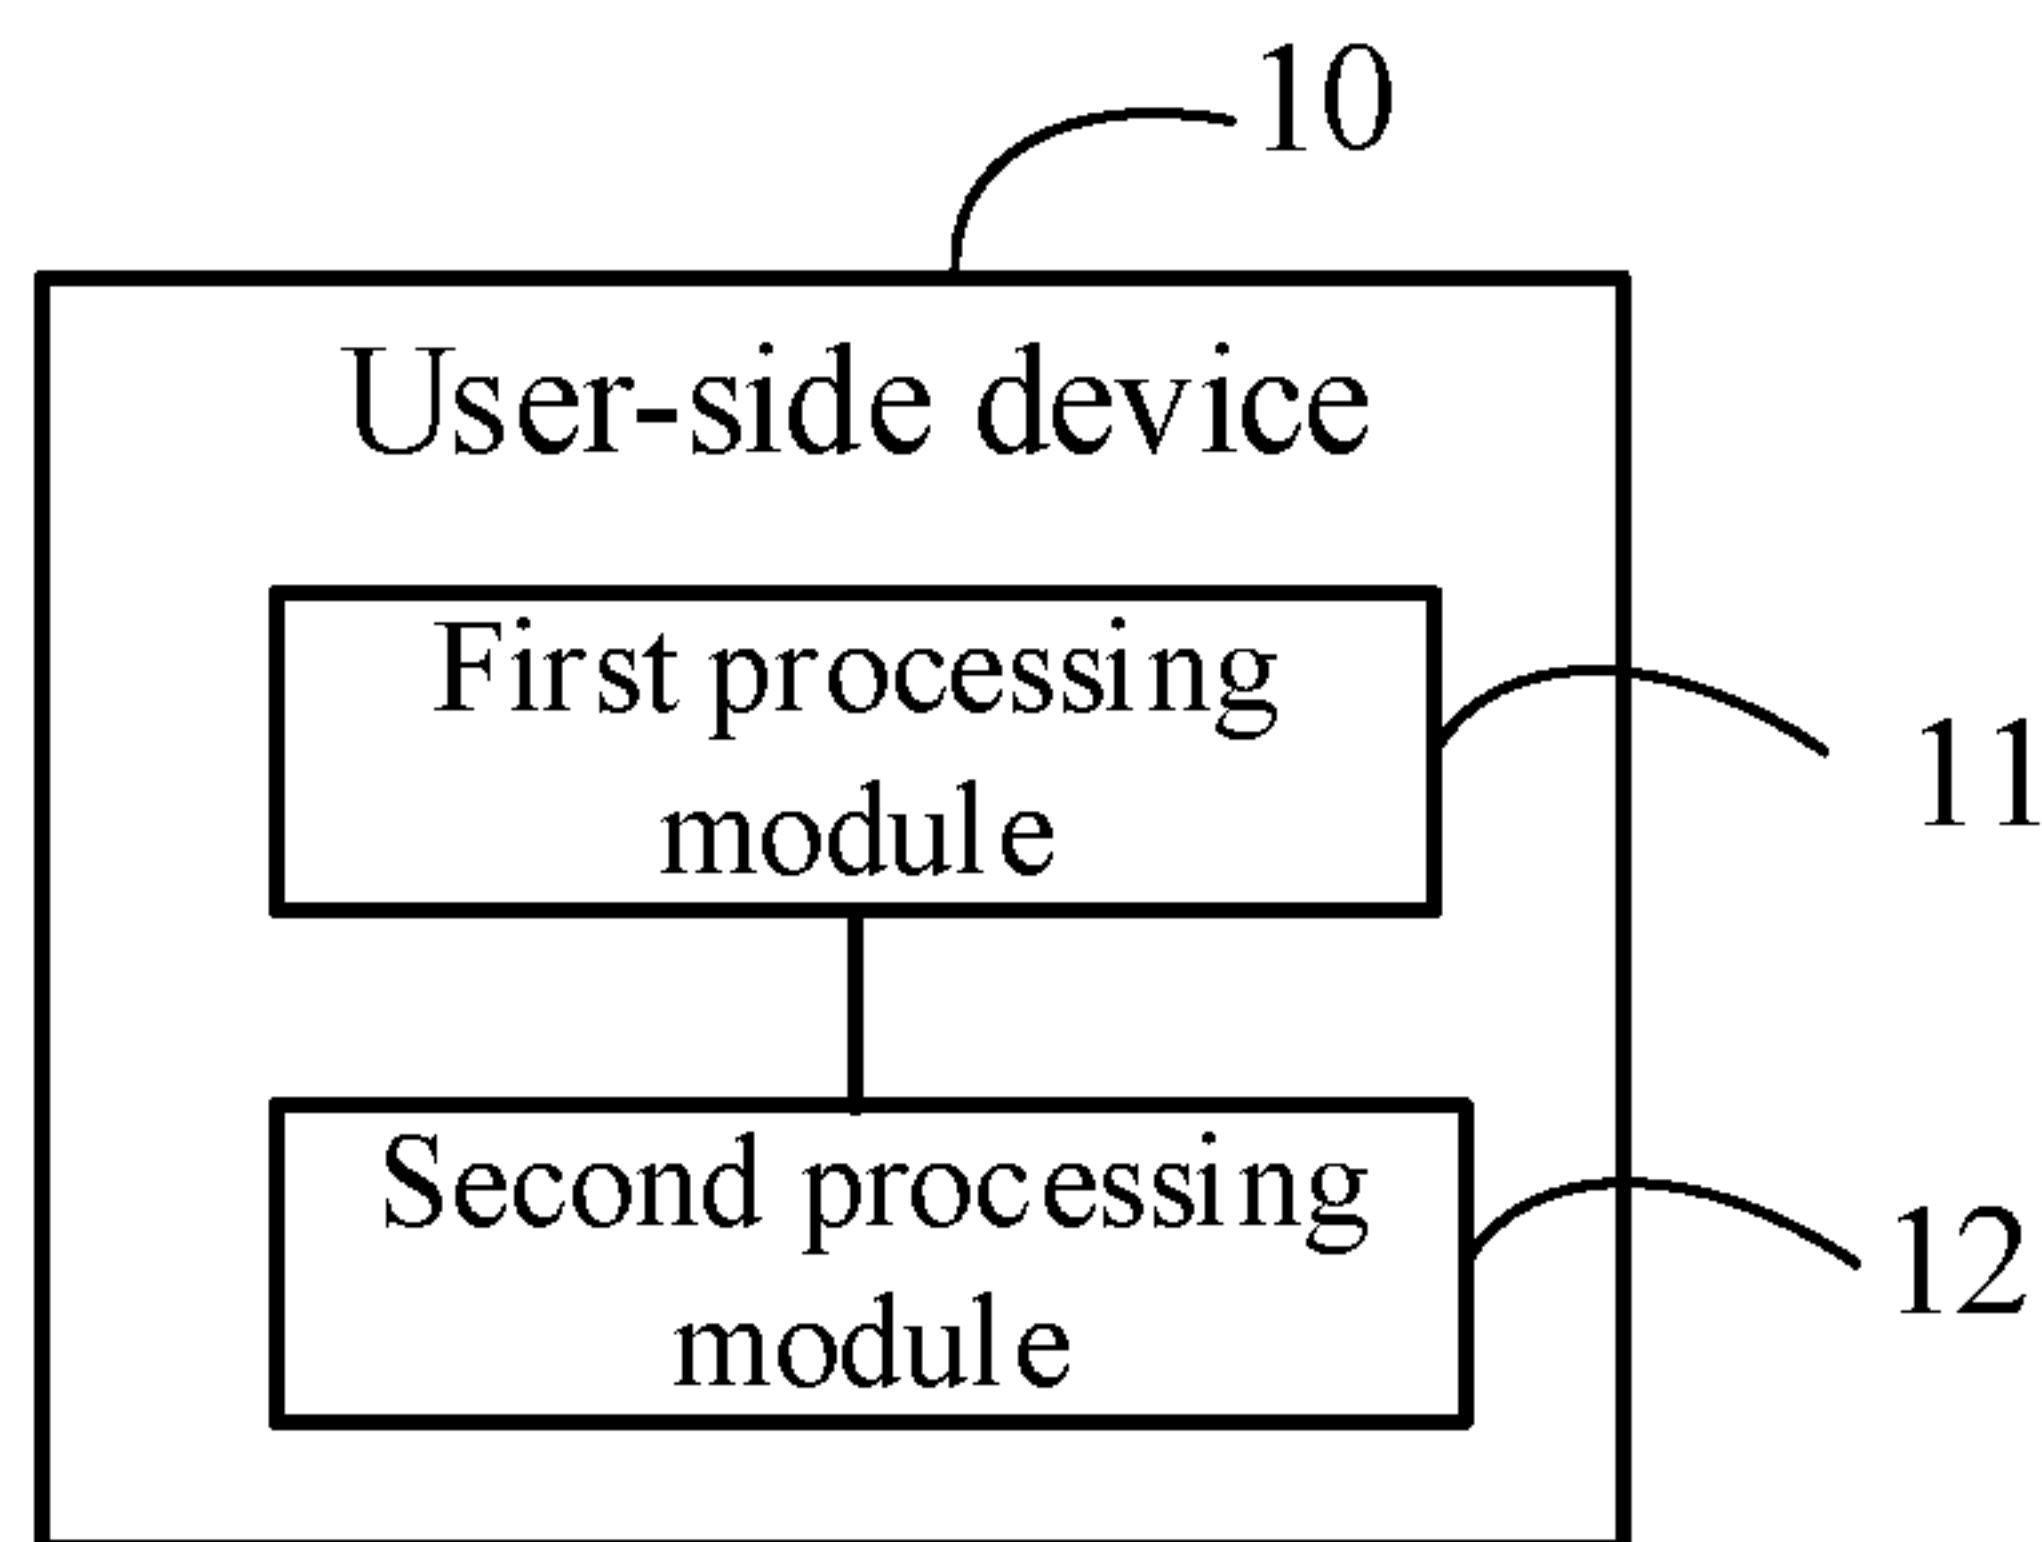 10
User-side device
First processing
module
11
Second processing
module
12